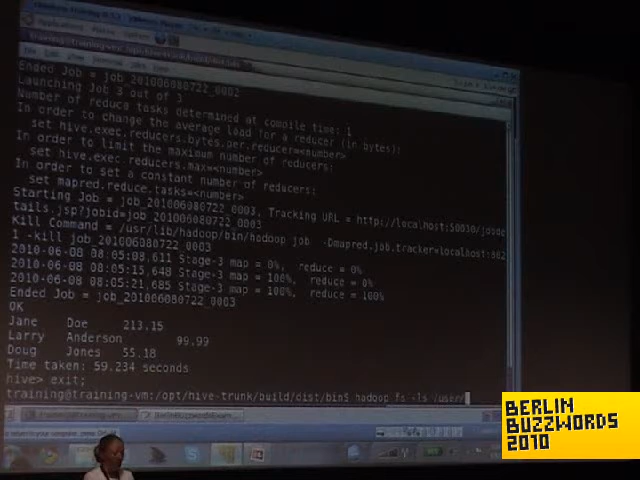 Ended Job = job_201006080722_0002
Launching Job 3 out of 3
Number of reduce tasks determined at compile time: 1
In order to change the average load for a reducer (in bytes):
set hive.exec.reducers.bytes.per.reducer=<number>
In order to limit the maximum number of reducers:
set hive.exec.reducers.max=<number>
In order to set a constant number of reducers:
set mapred.reduce.tasks=<number>
Starting Job = job_201006080722_0003, Tracking URL = http://localhost:50030/jobde
tails.jsp?jobid=job_201006080722_0003
Kill Command = /usr/lib/hadoop/bin/hadoop job -Dmapred.job.tracker=localhost:802
1 -kill job_201006080722_0003
2010-06-08 08:05:08,611 Stage-3 map = 0%, reduce = 0%
2010-06-08 08:05:15,648 Stage-3 map = 100%, reduce = 0%
2010-06-08 08:05:21,685 Stage-3 map = 100%, reduce = 100%
Ended Job = job_201006080722_0003
OK
Jane Doe 213.15
Larry Anderson 99.99
Doug Jones 55.18
Time taken: 59.234 seconds
hive> exit;
training@training-vm:/opt/hive-trunk/build/dist/bin$ hadoop fs -ls /user
BERLIN
BUZZWORDS
2010